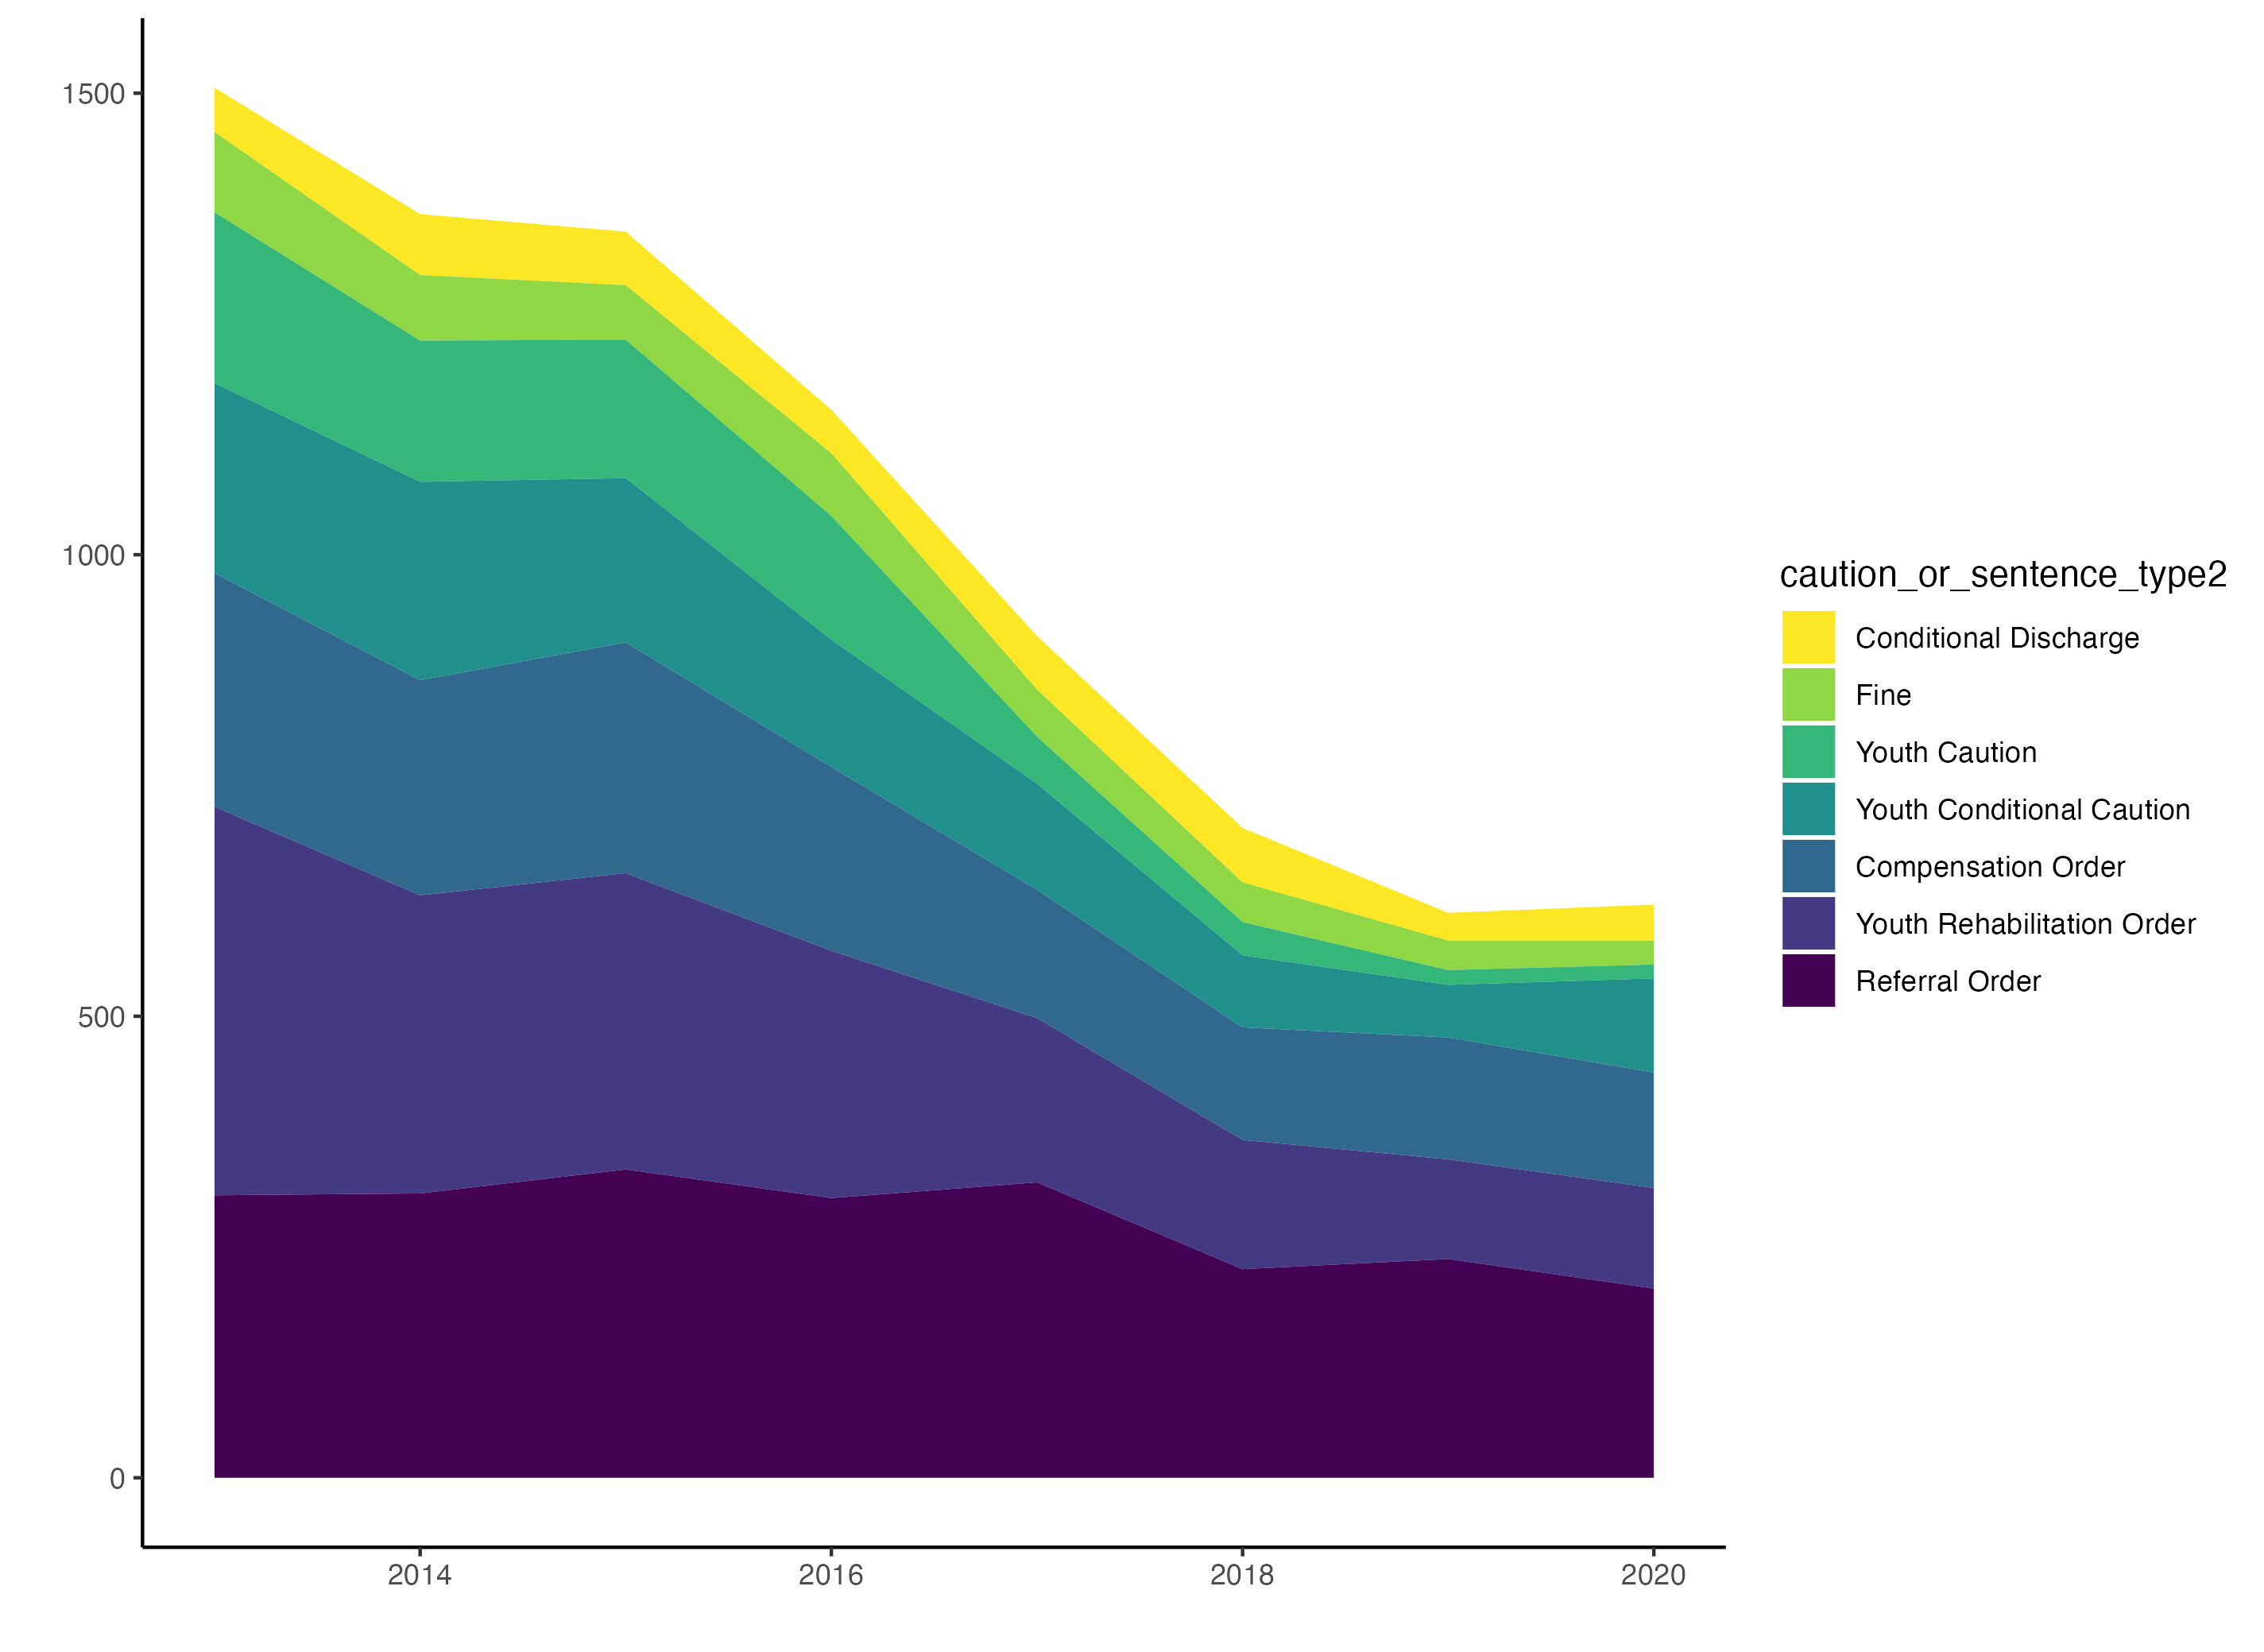 1500
1000
500
0
2014
2016
2018
2020
caution_or_sentence_type2
Conditional Discharge
Fine
Youth Caution
Youth Conditional Caution
Compensation Order
Youth Rehabilitation Order
Referral Order